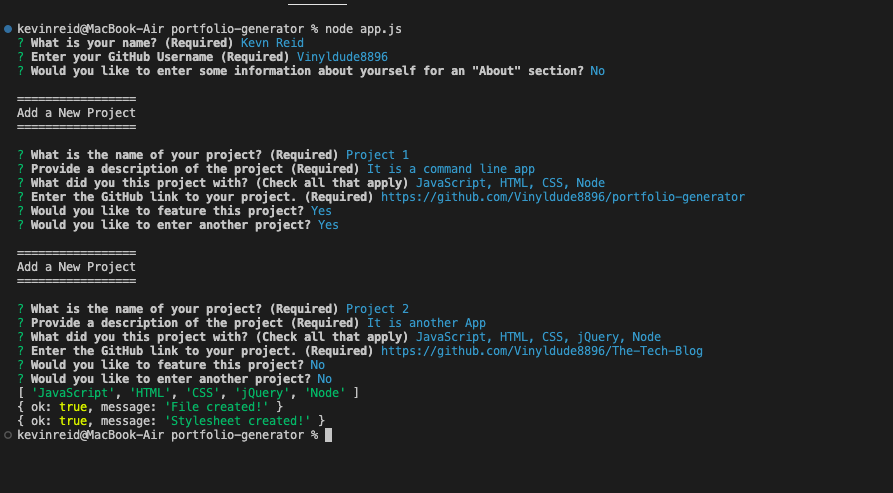 kevinreid@MacBook-Air portfolio-generator % node app.js
? What is your name? (Required) Kevn Reid
? Enter your GitHub Username (Required) Vinyldude8896
? Would you like to enter some information about yourself for an "About" section? No
=================
Add a New Project
=================
? What is the name of your project? (Required) Project 1
? Provide a description of the project (Required) It is a command line app
? What did you this project with? (Check all that apply) JavaScript, HTML, CSS, Node
? Enter the GitHub link to your project. (Required) https://github.com/Vinyldude8896/portfolio-generator
? Would you like to feature this project? Yes
? Would you like to enter another project? Yes
=================
Add a New Project
=================
? What is the name of your project? (Required) Project 2
? Provide a description of the project (Required) It is another App
? What did you this project with? (Check all that apply) JavaScript, HTML, CSS, jQuery, Node
? Enter the GitHub link to your project. (Required) https://github.com/Vinyldude8896/The-Tech-Blog
? Would you like to feature this project? No
? Would you like to enter another project? No
[ 'JavaScript', 'HTML', 'CSS', 'jQuery', 'Node' ]
{ ok: true, message: 'File created!' }
{ ok: true, message: 'Stylesheet created!' }
kevinreid@MacBook-Air portfolio-generator %